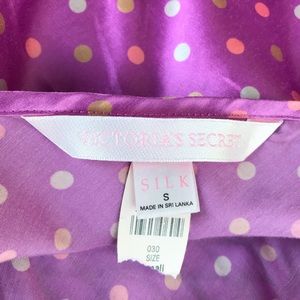 VICTORIA'S SECRET
SILK
S
MADE IN SRI LANKA
030
SIZE